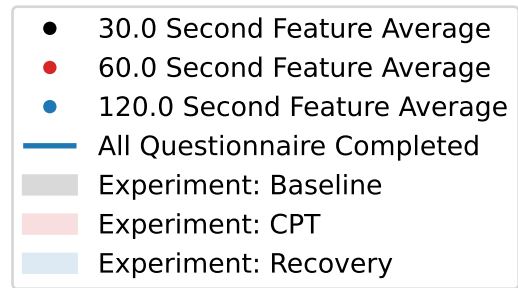 30.0 Second Feature Average
60.0 Second Feature Average
120.0 Second Feature Average
All Questionnaire Completed
Experiment: Baseline
Experiment: CPT
Experiment: Recovery